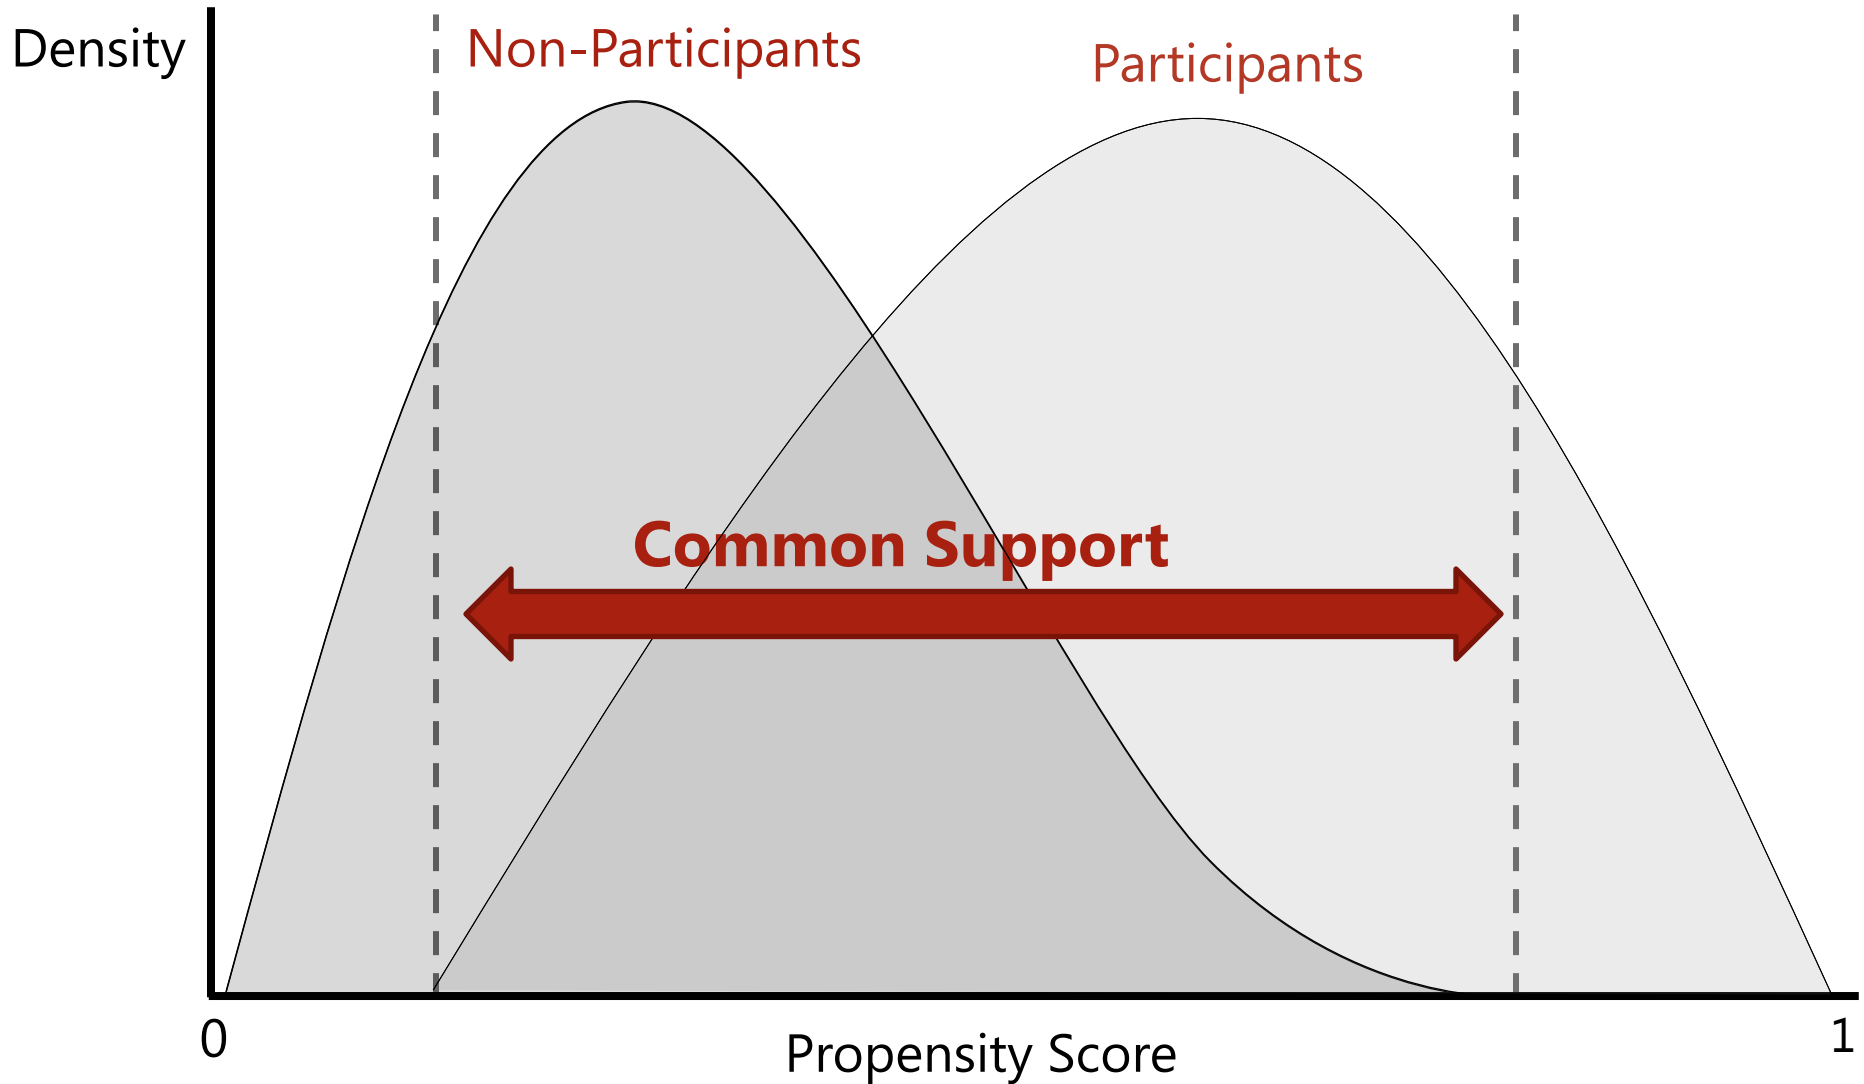 Density
Non-Participants
Participants
Common Support
0
Propensity Score
1